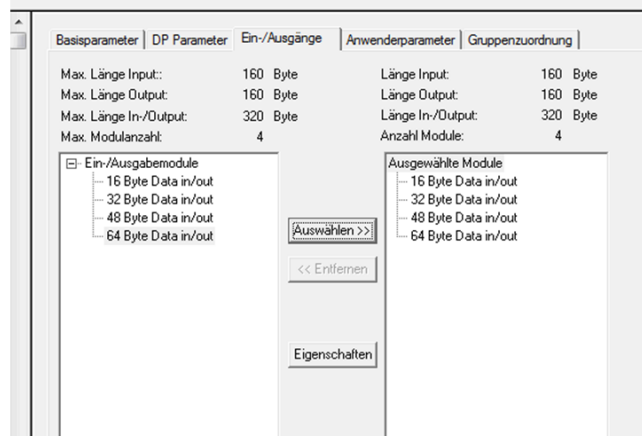 Basisparameter DP Parameter Ein-/Ausgänge Anwenderparameter Gruppenzuordnung
Max. Länge Input:: 160 Byte
Max. Länge Output: 160 Byte
Max. Länge In-/Output: 320 Byte
Max. Modulanzahl: 4
Länge Input: 160 Byte
Länge Output: 160 Byte
Länge In-/Output: 320 Byte
Anzahl Module: 4
Ein-/Ausgabemodule
16 Byte Data in/out
32 Byte Data in/out
48 Byte Data in/out
64 Byte Data in/out
Auswählen >>
<< Entfernen
Eigenschaften
Ausgewählte Module
16 Byte Data in/out
32 Byte Data in/out
48 Byte Data in/out
64 Byte Data in/out